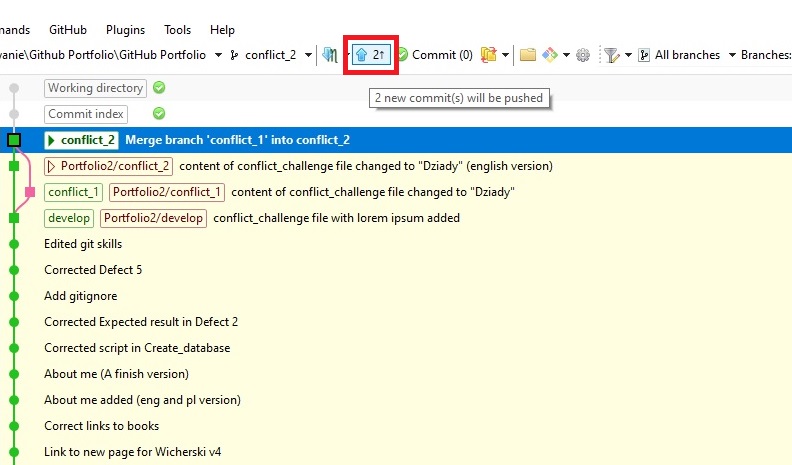 mands GitHub Plugins Tools Help
vanie\Github Portfolio\GitHub Portfolio conflict_2 2↑ Commit (0) All branches Branches:
Working directory
2 new commit(s) will be pushed
Commit index
conflict_2 Merge branch 'conflict_1' into conflict_2
Portfolio2/conflict_2 content of conflict_challenge file changed to "Dziady" (english version)
conflict_1 Portfolio2/conflict_1 content of conflict_challenge file changed to "Dziady"
develop Portfolio2/develop conflict_challenge file with lorem ipsum added
Edited git skills
Corrected Defect 5
Add gitignore
Corrected Expected result in Defect 2
Corrected script in Create_database
About me (A finish version)
About me added (eng and pl version)
Correct links to books
Link to new page for Wicherski v4